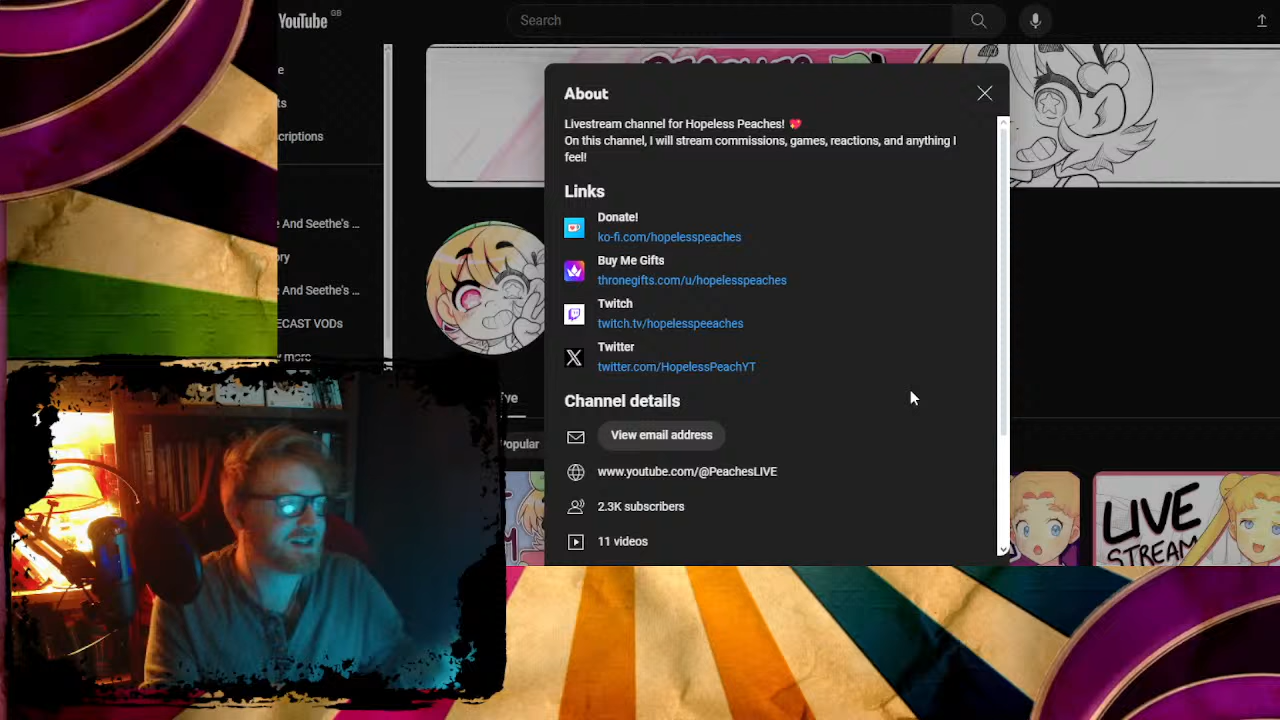 YouTube GB
Search
e
ts
criptions
e And Seethe's ...
ory
e And Seethe's ...
ECAST VODs
more
About
Livestream channel for Hopeless Peaches! 💖
On this channel, I will stream commissions, games, reactions, and anything I
feel!
Links
Donate!
ko-fi.com/hopelesspeaches
Buy Me Gifts
thronegifts.com/u/hopelesspeaches
Twitch
twitch.tv/hopelesspeeaches
Twitter
twitter.com/HopelessPeachYT
Channel details
View email address
www.youtube.com/@PeachesLIVE
2.3K subscribers
11 videos
ve
opular
LIVE
STREAM